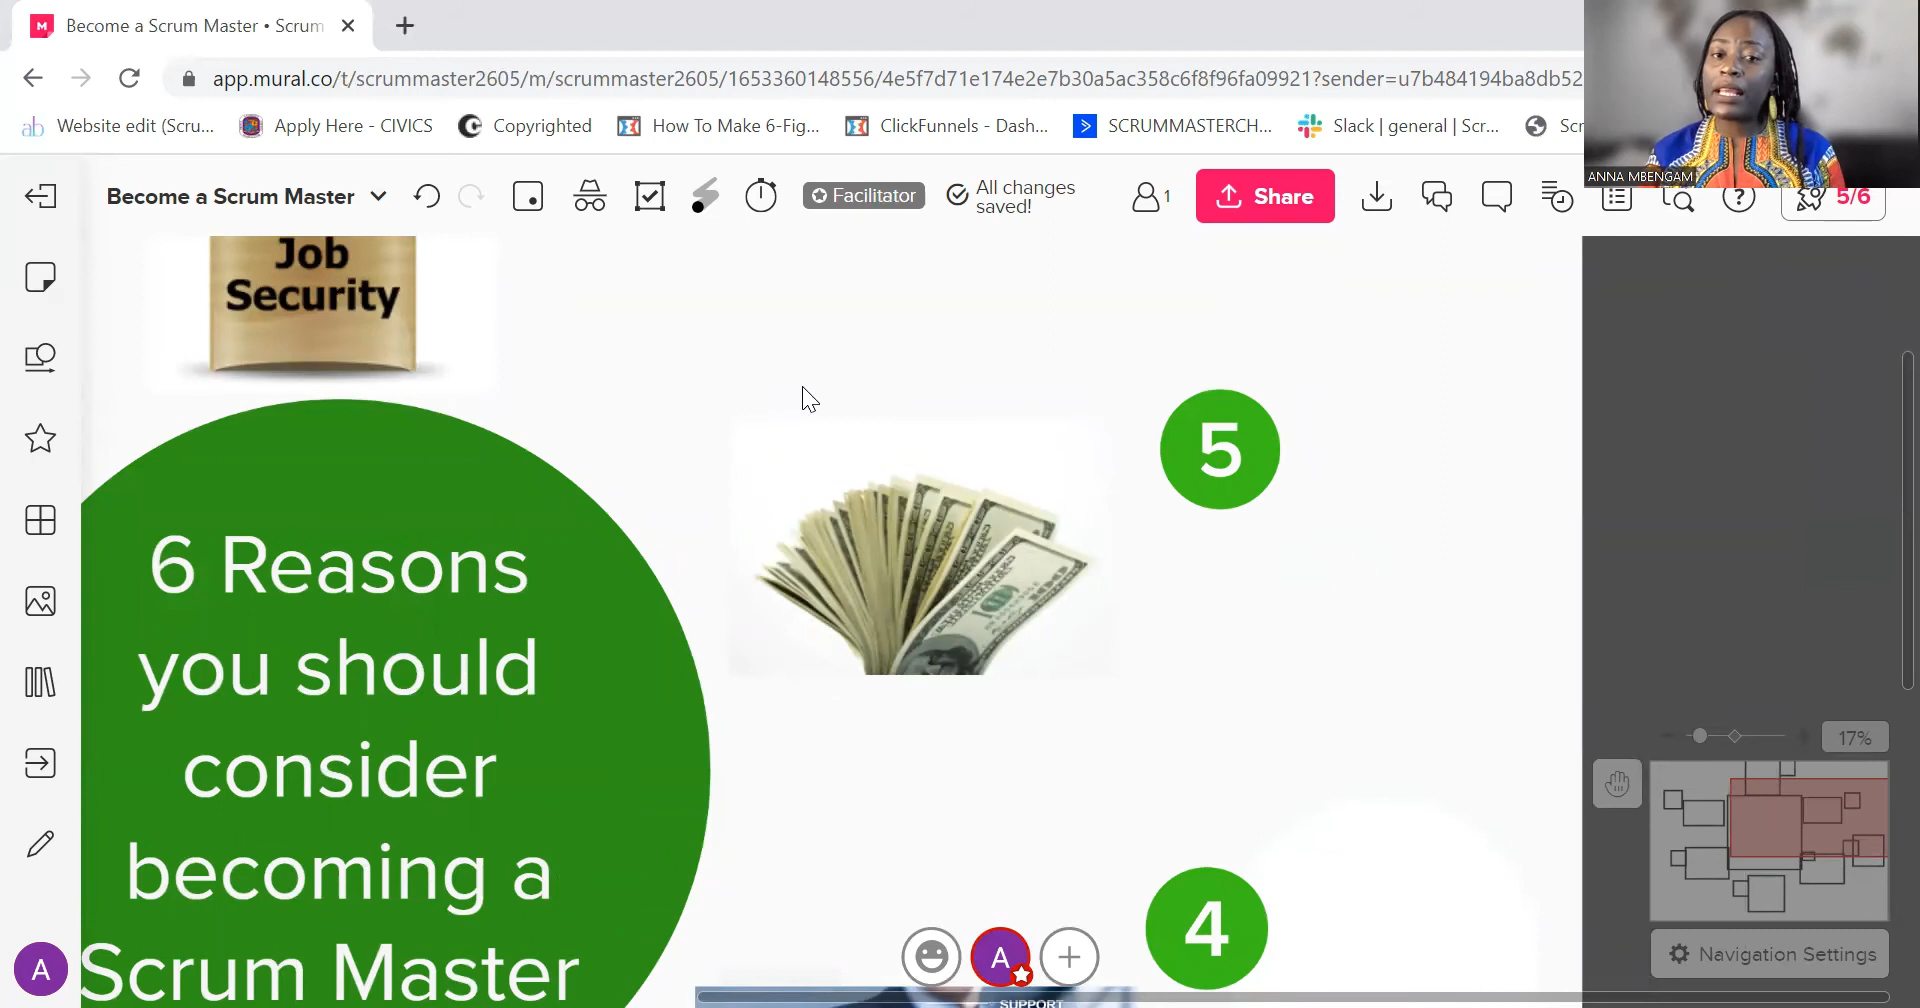 Become a Scrum Master • Scrum
app.mural.co/t/scrummaster2605/m/scrummaster2605/1653360148556/4e5f7d71e174e2e7b30a5ac358c6f8f96fa09921?sender=u7b484194ba8db52
ab Website edit (Scru... Apply Here - CIVICS Copyrighted How To Make 6-Fig... ClickFunnels - Dash... SCRUMMASTERCH... Slack | general | Scr... Scr
ANNA MBENGAM
Become a Scrum Master Facilitator All changes saved! 1 Share 5/6
Job
Security
5
6 Reasons
you should
consider
becoming a
Scrum Master
17%
4
A
A
Navigation Settings
SUPPORT